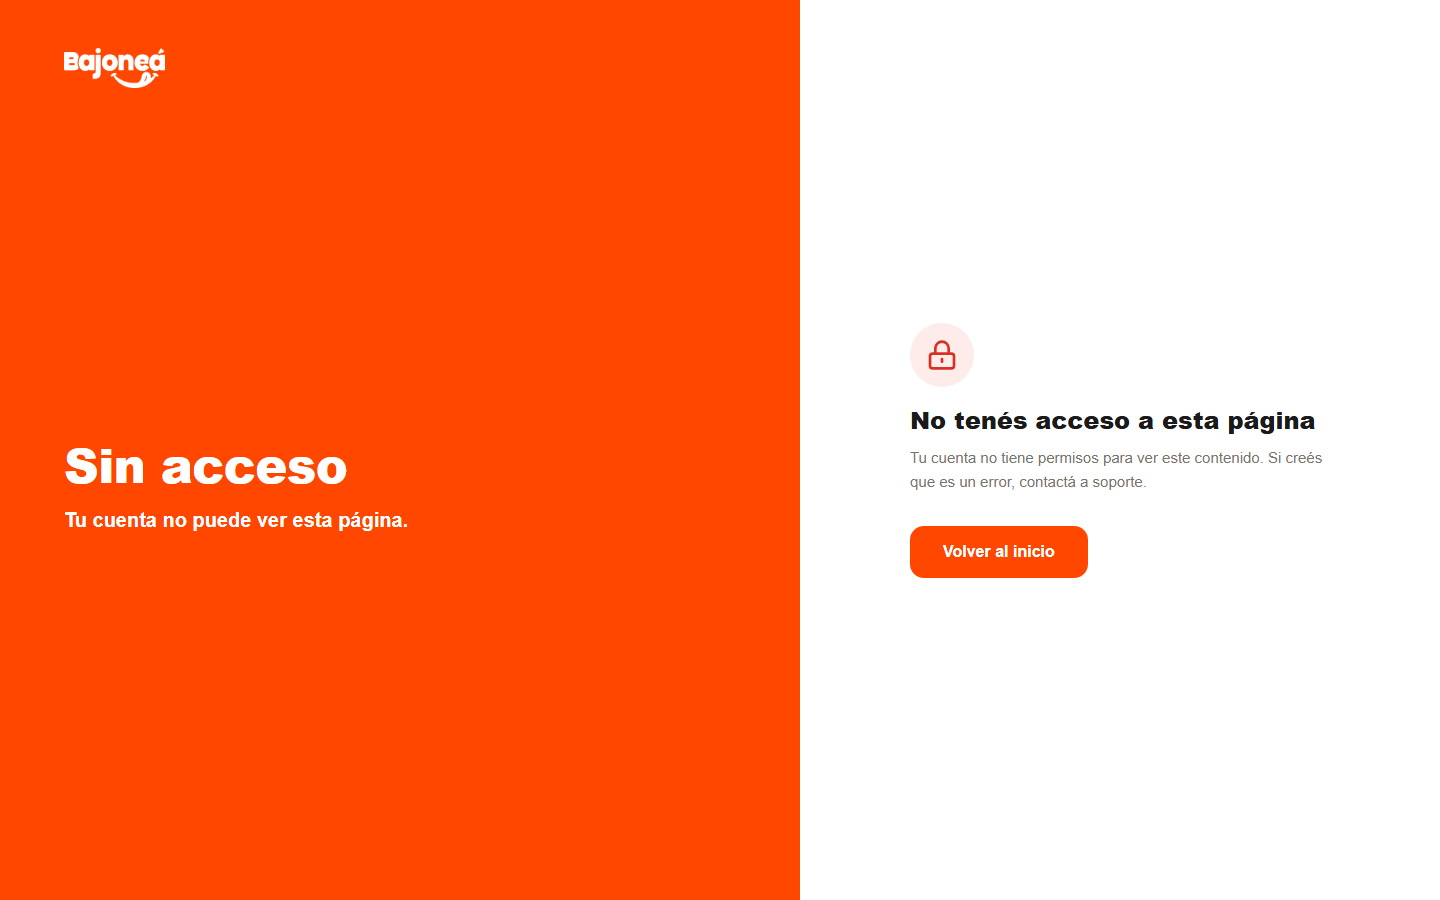 Bajoneá
Sin acceso
Tu cuenta no puede ver esta página.
No tenés acceso a esta página
Tu cuenta no tiene permisos para ver este contenido. Si creés
que es un error, contactá a soporte.
Volver al inicio